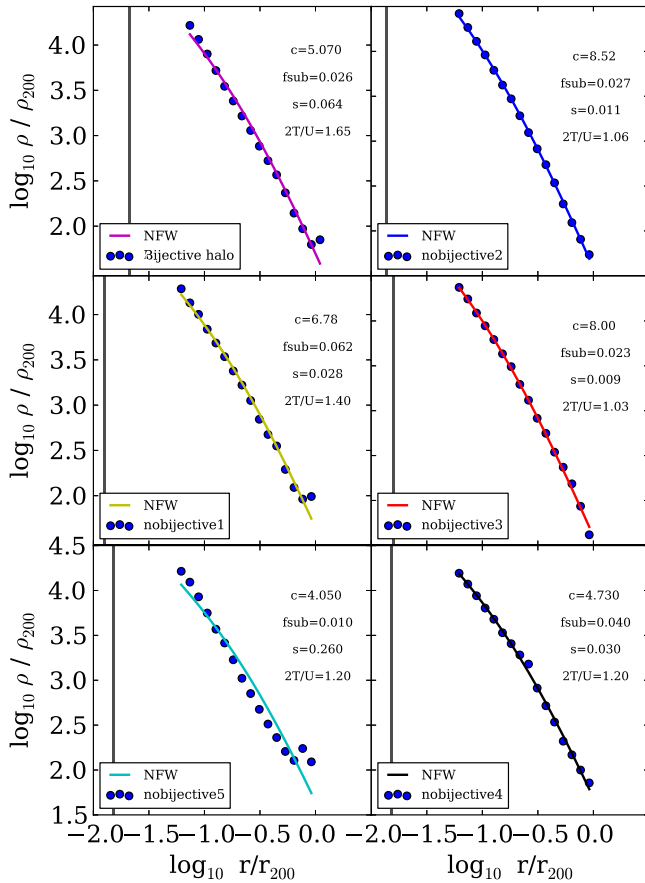 4.0
3.5
3.0
2.5
2.0
log₁₀ ρ / ρ₂₀₀
c=5.070
fsub=0.026
s=0.064
2T/U=1.65
NFW
Bijective halo
c=8.52
fsub=0.027
s=0.011
2T/U=1.06
NFW
nobjective2
4.0
3.5
3.0
2.5
2.0
log₁₀ ρ / ρ₂₀₀
c=6.78
fsub=0.062
s=0.028
2T/U=1.40
NFW
nobijective1
c=8.00
fsub=0.023
s=0.009
2T/U=1.03
NFW
nobijective3
4.5
4.0
3.5
3.0
2.5
2.0
1.5
log₁₀ ρ / ρ₂₀₀
c=4.050
fsub=0.010
s=0.260
2T/U=1.20
NFW
nobijective5
c=4.730
fsub=0.040
s=0.030
2T/U=1.20
NFW
nobijective4
−2.0 −1.5 −1.0 −0.5 0.0 −2.0 −1.5 −1.0 −0.5 0.0
log₁₀ r/r₂₀₀ log₁₀ r/r₂₀₀